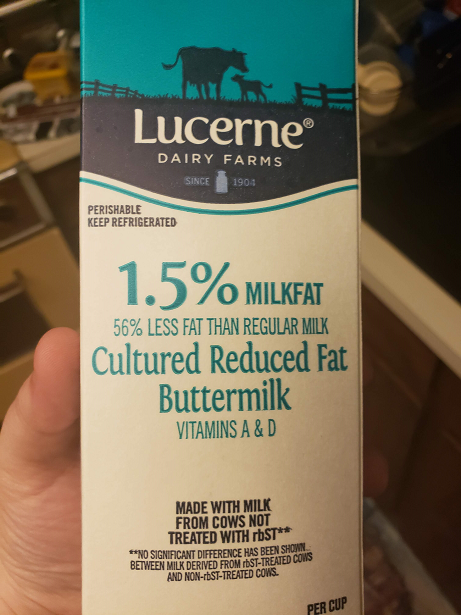 Lucerne®
DAIRY FARMS
SINCE 1904
PERISHABLE
KEEP REFRIGERATED
1.5% MILKFAT
56% LESS FAT THAN REGULAR MILK
Cultured Reduced Fat
Buttermilk
VITAMINS A & D
MADE WITH MILK
FROM COWS NOT
TREATED WITH rbST**
**NO SIGNIFICANT DIFFERENCE HAS BEEN SHOWN
BETWEEN MILK DERIVED FROM rbST-TREATED COWS
AND NON-rbST-TREATED COWS.
PER CUP